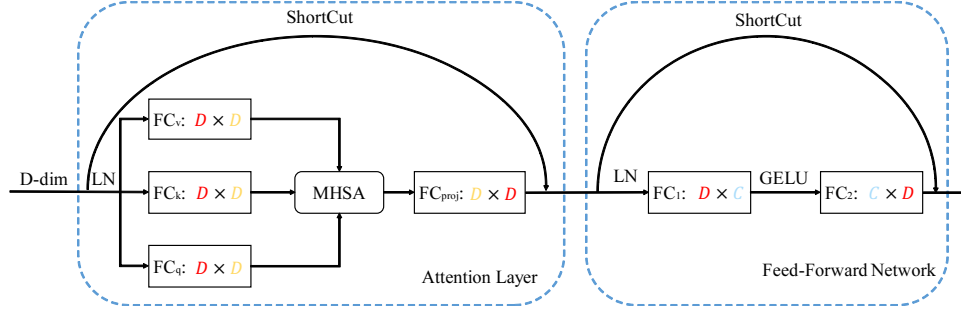 ShortCut
ShortCut
FCv: D × D
D-dim
LN
FCk: D × D
MHSA
FCproj: D × D
LN
FC1: D × C
GELU
FC2: C × D
FCq: D × D
Attention Layer
Feed-Forward Network